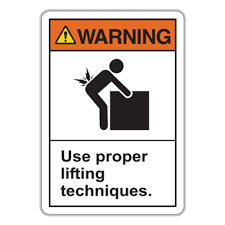 WARNING
Use proper
lifting
techniques.